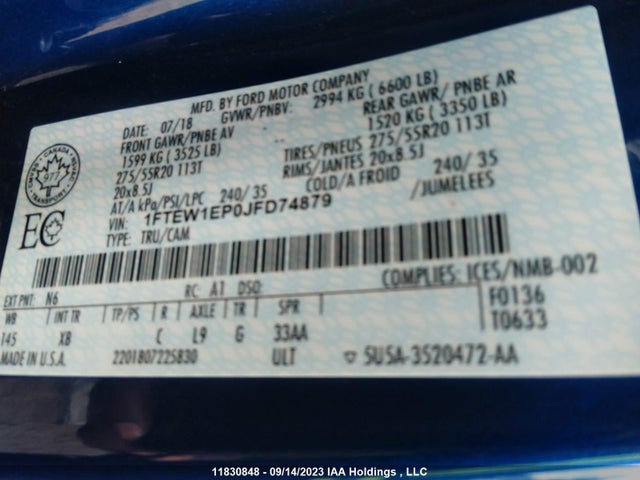 MFD. BY FORD MOTOR COMPANY
DATE: 07/18 GVWR/PNBV: 2994 KG ( 6600 LB)
FRONT GAWR/PNBE AV REAR GAWR/ PNBE AR
1599 KG ( 3525 LB) 1520 KG ( 3350 LB)
275/55R20 113T TIRES/PNEUS 275/55R20 113T
20x8.5J RIMS/JANTES 20x8.5J
AT/A kPa/PSI/LPC 240/ 35 COLD/A FROID 240/ 35
VIN: 1FTEW1EP0JFD74879 /JUMELEES
TYPE: TRU/CAM
CANADA
977
EC
COMPLIES: ICES/NMB-002
EXT PNT: N6 RC: A1 DSO: F0136
WB INT TR TP/PS R AXLE TR SPR T0633
145 XB C L9 G 33AA
MADE IN U.S.A. 2201807225830 ULT 5U5A-3520472-AA
11830848 - 09/14/2023 IAA Holdings , LLC